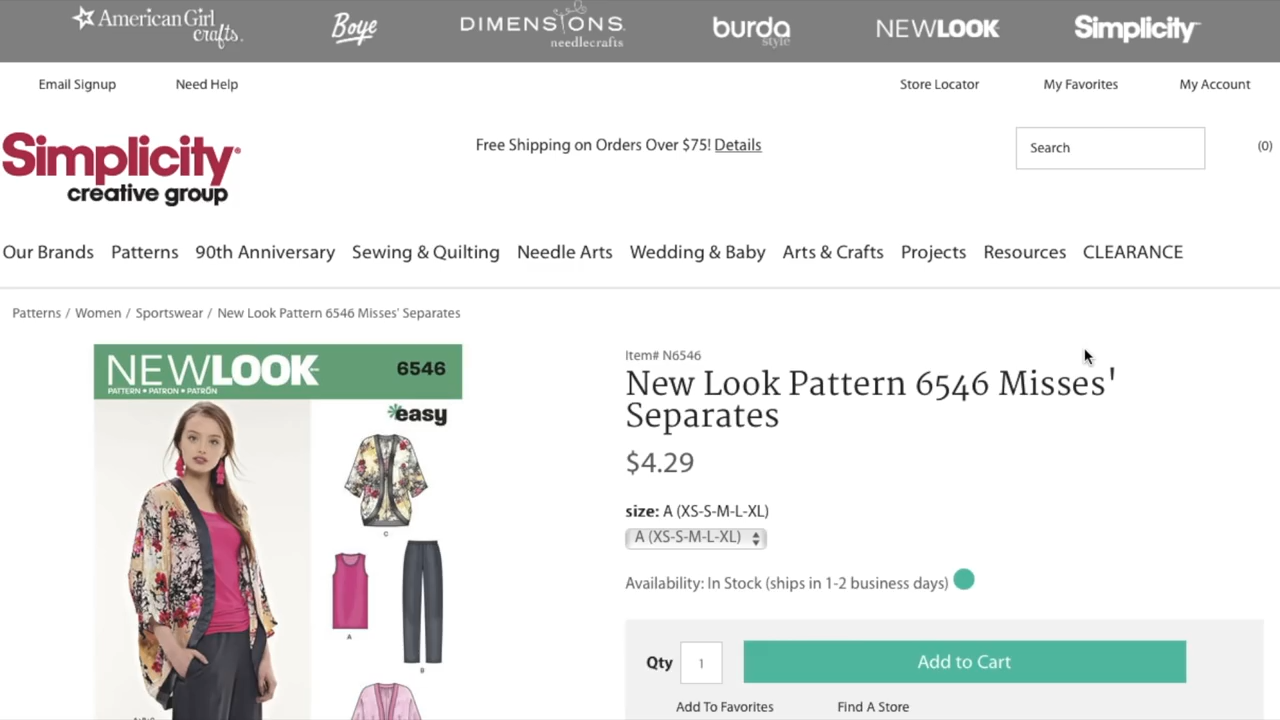 American Girl crafts.
Boye
DIMENSIONS needlecrafts
burda style
NEWLOOK
Simplicity
Email Signup
Need Help
Store Locator
My Favorites
My Account
Simplicity
creative group
Free Shipping on Orders Over $75! Details
Search
(0)
Our Brands
Patterns
90th Anniversary
Sewing & Quilting
Needle Arts
Wedding & Baby
Arts & Crafts
Projects
Resources
CLEARANCE
Patterns / Women / Sportswear / New Look Pattern 6546 Misses' Separates
NEWLOOK
PATTERN • PATRON • PATRÓN
6546
easy
C
A
B
Item# N6546
New Look Pattern 6546 Misses'
Separates
$4.29
size: A (XS-S-M-L-XL)
A (XS-S-M-L-XL)
Availability: In Stock (ships in 1-2 business days)
Qty
1
Add to Cart
Add To Favorites
Find A Store